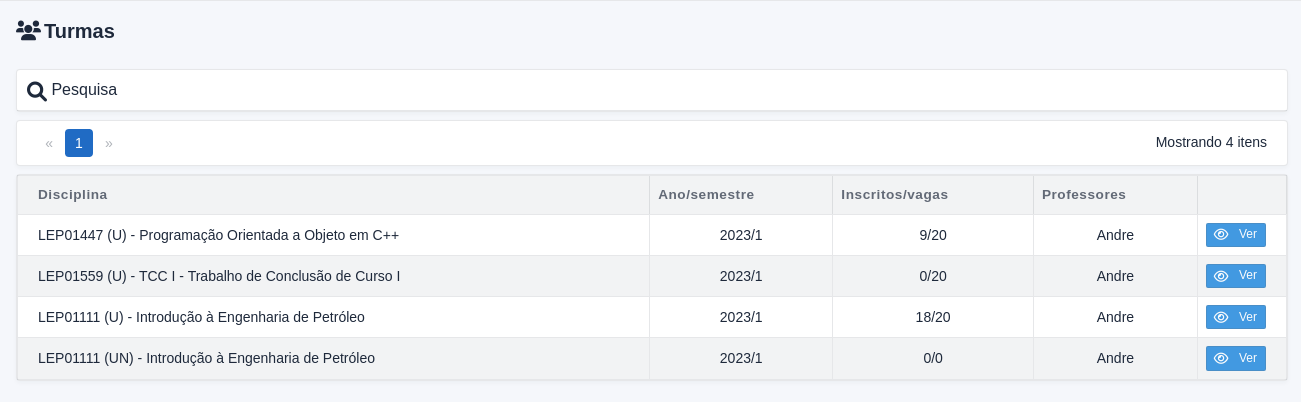 Turmas
Pesquisa
« 1 » Mostrando 4 itens
Disciplina Ano/semestre Inscritos/vagas Professores
LEP01447 (U) - Programação Orientada a Objeto em C++ 2023/1 9/20 Andre Ver
LEP01559 (U) - TCC I - Trabalho de Conclusão de Curso I 2023/1 0/20 Andre Ver
LEP01111 (U) - Introdução à Engenharia de Petróleo 2023/1 18/20 Andre Ver
LEP01111 (UN) - Introdução à Engenharia de Petróleo 2023/1 0/0 Andre Ver